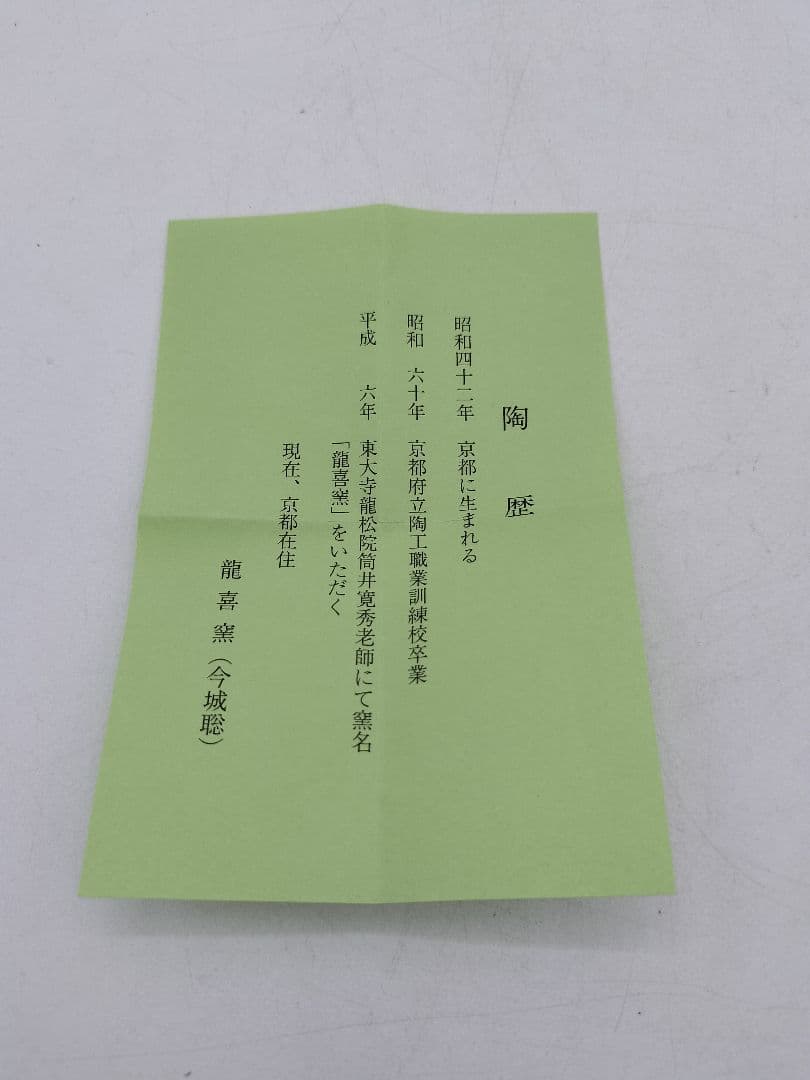 陶歴
昭和四十二年 京都に生まれる
昭和 六十年 京都府立陶工職業訓練校卒業
平成 六年 東大寺龍松院筒井寛秀老師にて窯名
「龍喜窯」をいただく
現在、京都在住
龍喜窯(今城聡)